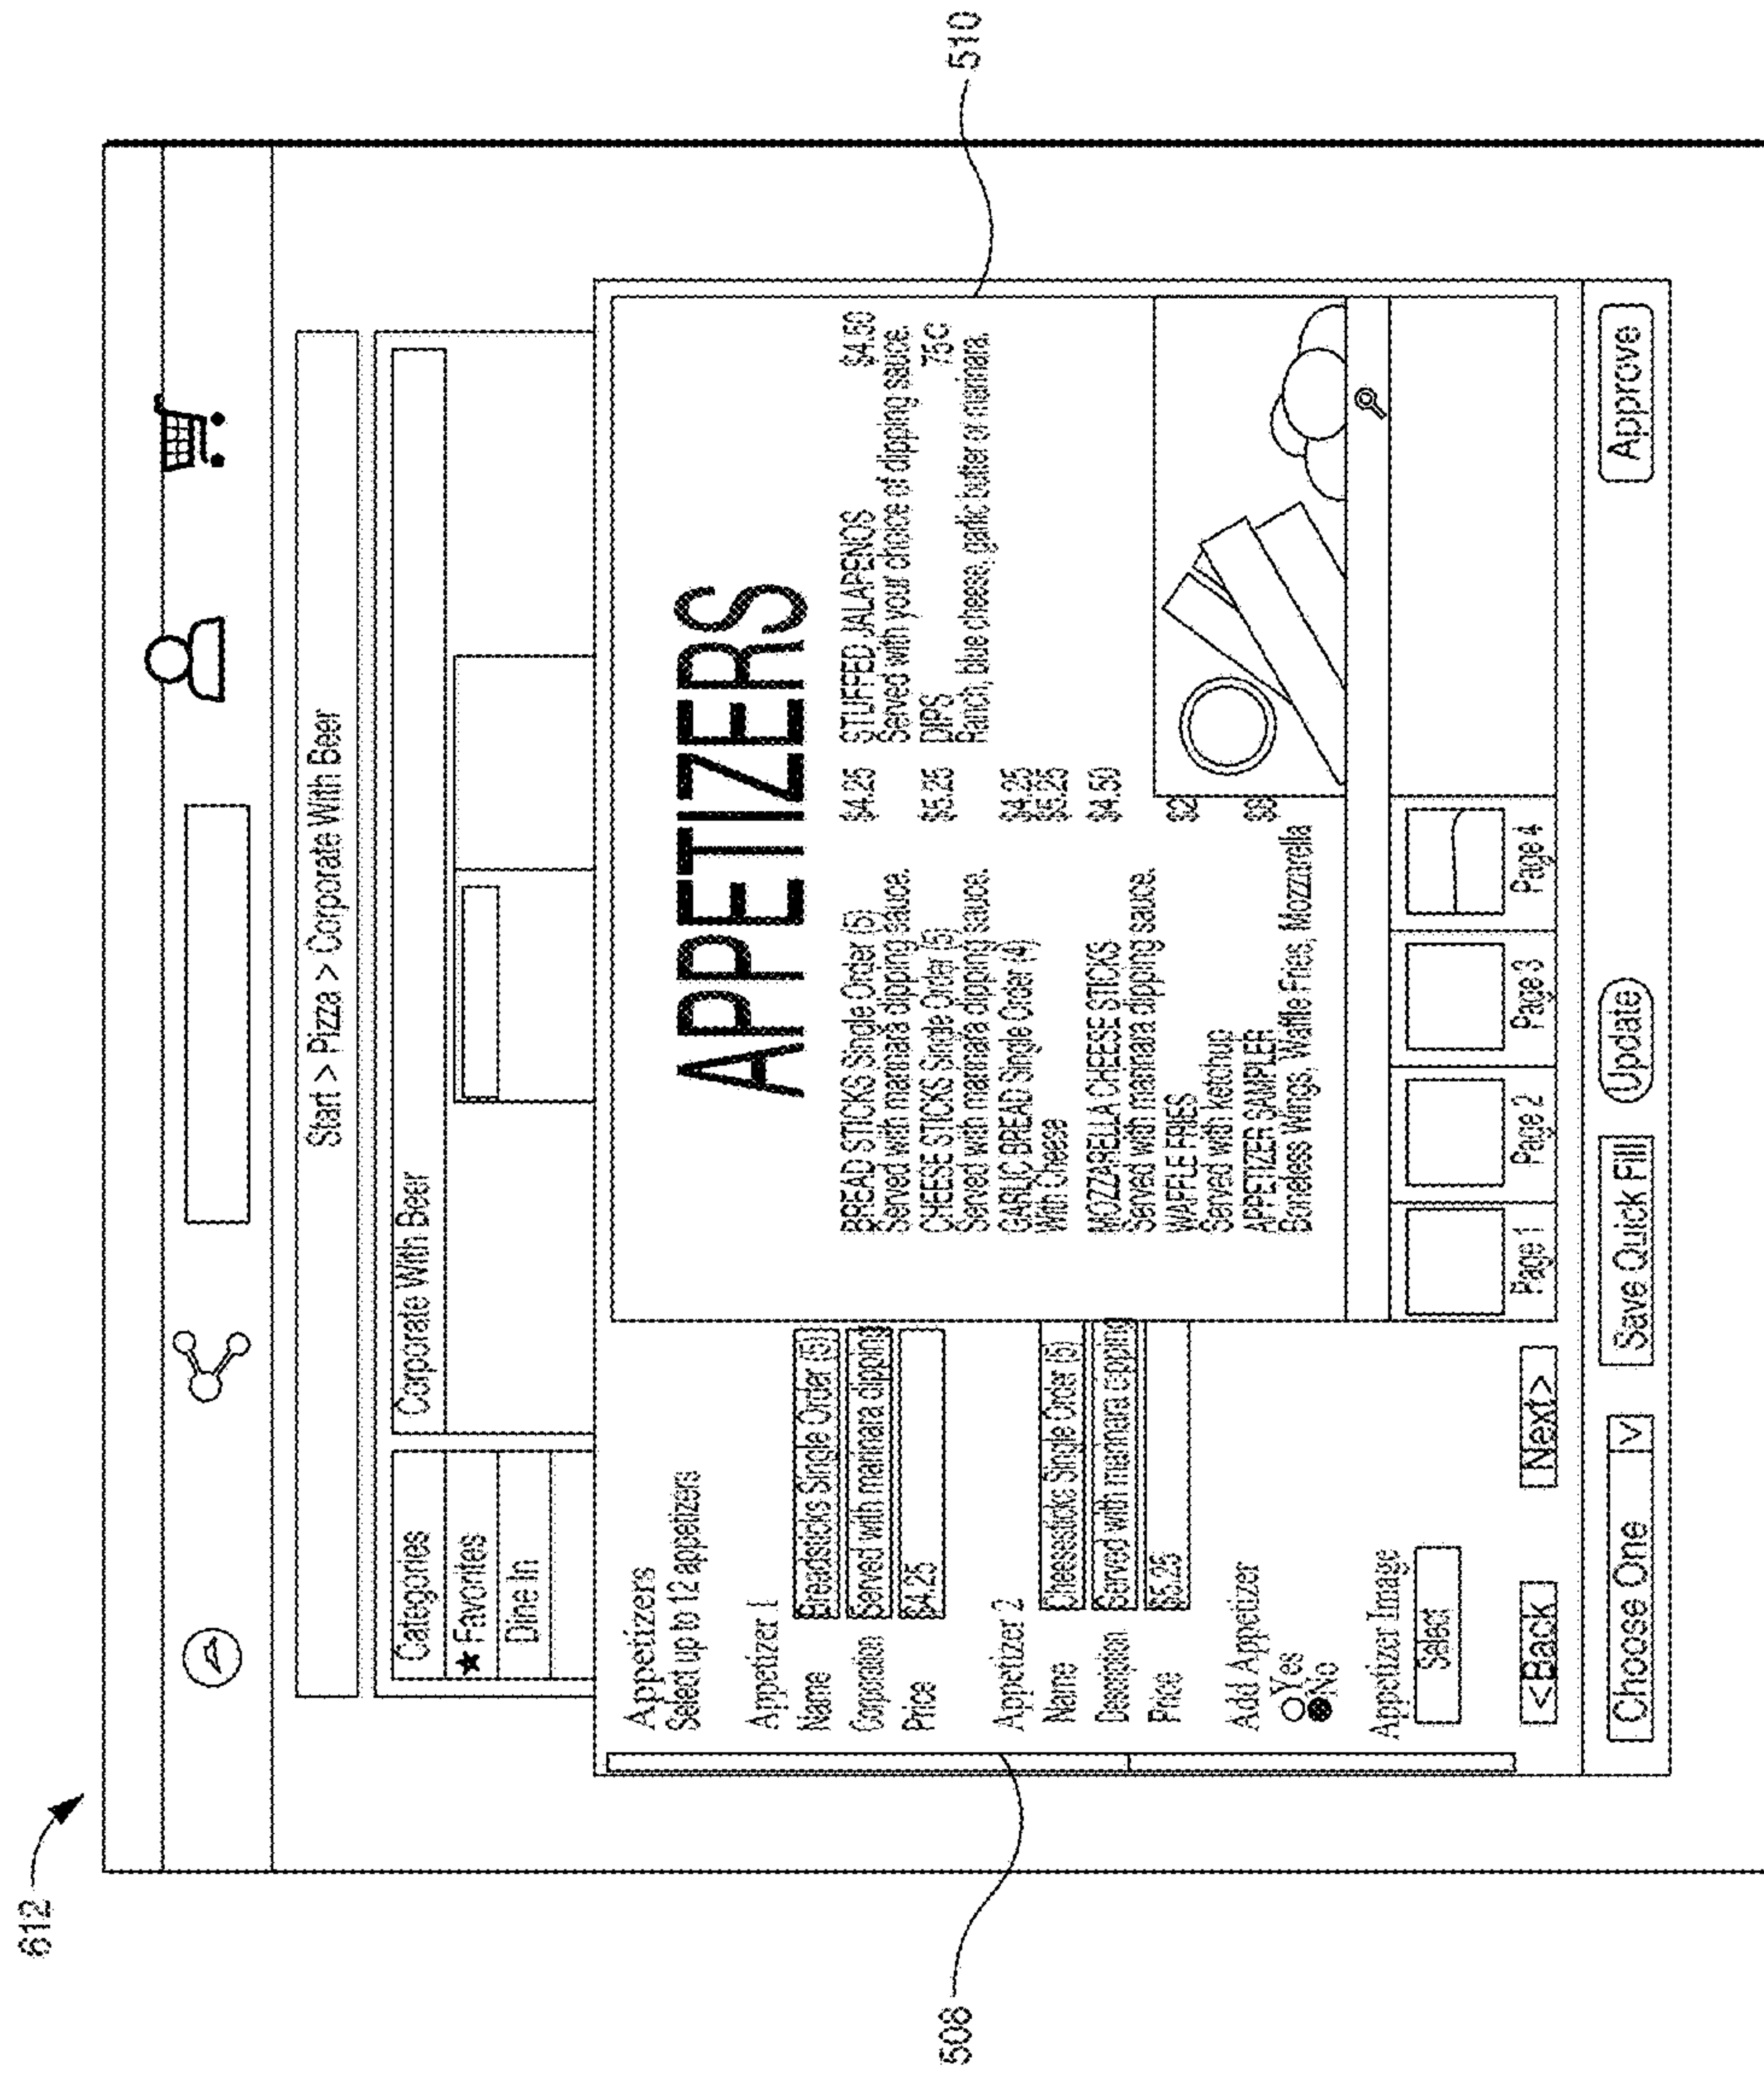 612
Start > Pizza > Corporate With Beer
Categories
★ Favorites
Dine In
Corporate With Beer
Appetizers
Select up to 12 appetizers
Appetizer 1
Name Breadsticks Single Order (5)
Corporation Served with marinara dipping
Price $4.25
Appetizer 2
Name Cheesesticks Single Order (5)
Description Served with marinara dipping
Price $5.25
Add Appetizer
Yes
No
Appetizer Image
Select
<Back Next>
508
510
APPETIZERS
BREAD STICKS Single Order (5) $4.25
Served with marinara dipping sauce.
CHEESE STICKS Single Order (5) $5.25
Served with marinara dipping sauce.
GARLIC BREAD Single Order (4) $4.25
With Cheese $5.25
MOZZARELLA CHEESE STICKS $4.50
Served with marinara dipping sauce.
WAFFLE FRIES $2
Served with ketchup
APPETIZER SAMPLER
Boneless Wings, Waffle Fries, Mozzarella
STUFFED JALAPENOS $4.50
Served with your choice of dipping sauce.
DIPS 75¢
Ranch, blue cheese, garlic butter or marinara.
Page 1 Page 2 Page 3 Page 4
Choose One V Save Quick Fill Update Approve